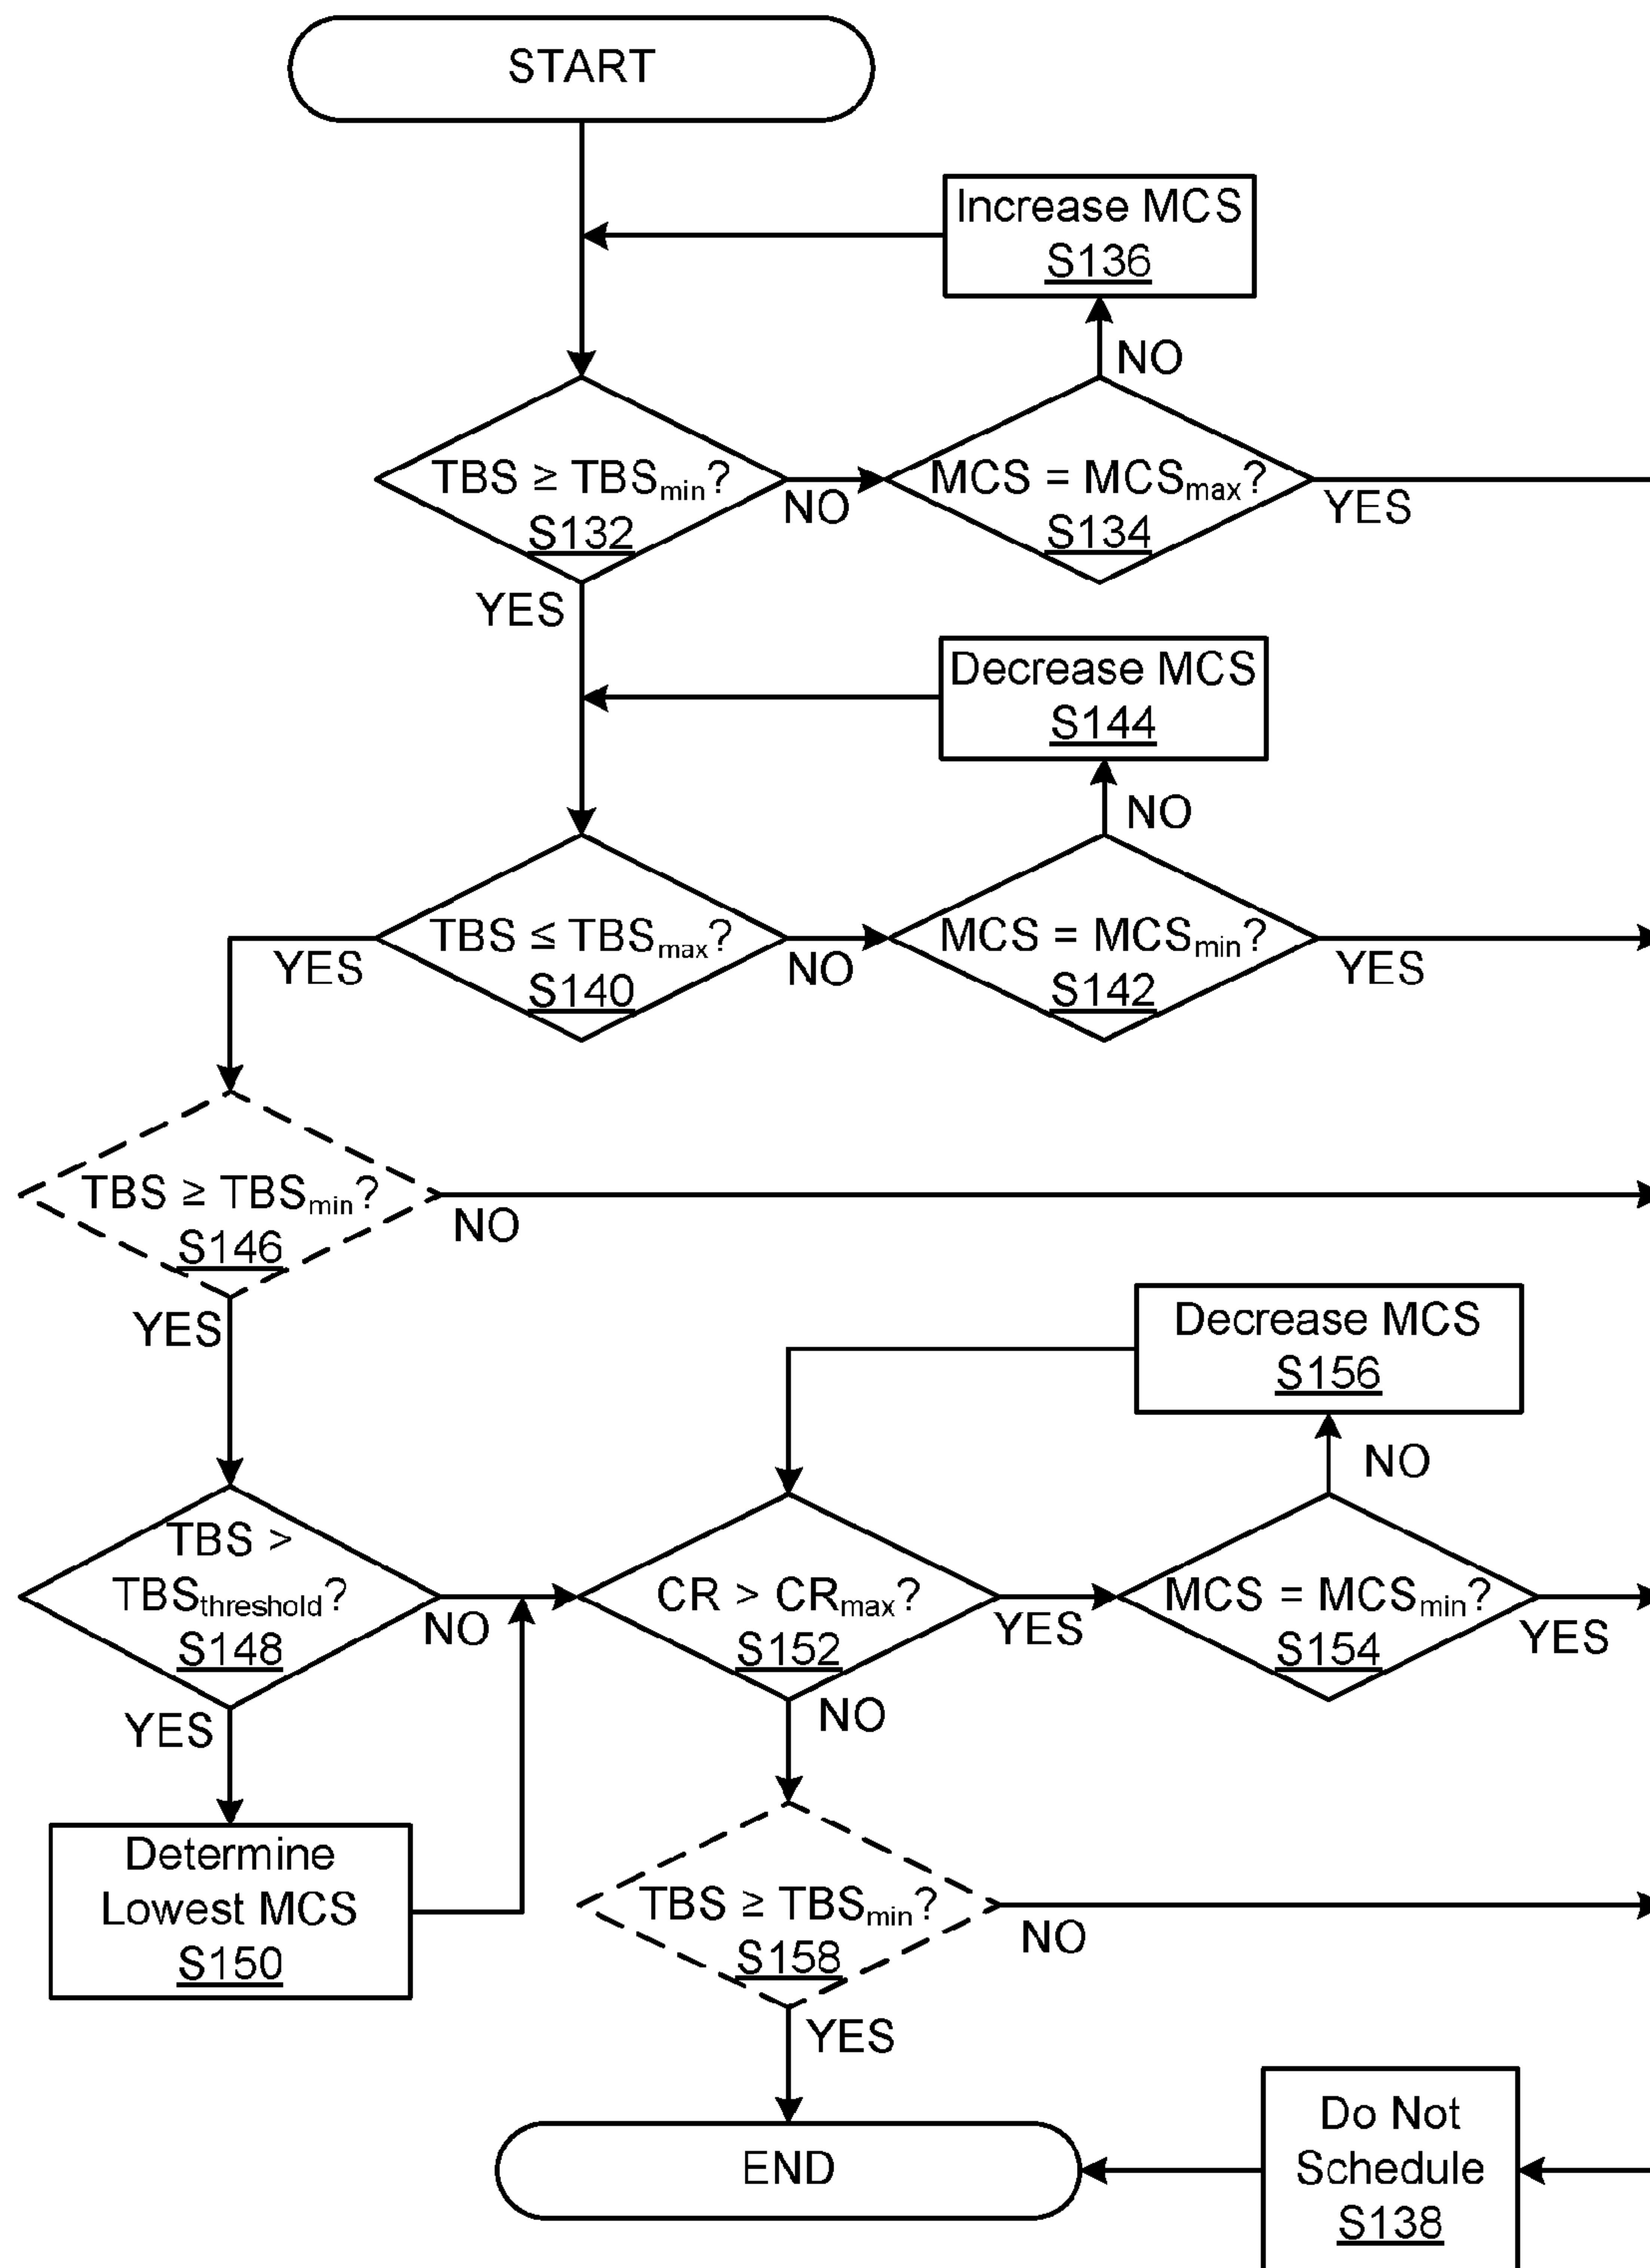 START
Increase MCS
S136
NO
TBS ≥ TBSmin?
S132
NO
MCS = MCSmax?
S134
YES
YES
Decrease MCS
S144
NO
TBS ≤ TBSmax?
S140
YES
NO
MCS = MCSmin?
S142
YES
TBS ≥ TBSmin?
S146
NO
YES
Decrease MCS
S156
NO
TBS >
TBSthreshold?
S148
NO
CR > CRmax?
S152
YES
MCS = MCSmin?
S154
YES
YES
NO
Determine
Lowest MCS
S150
TBS ≥ TBSmin?
S158
NO
YES
END
Do Not
Schedule
S138